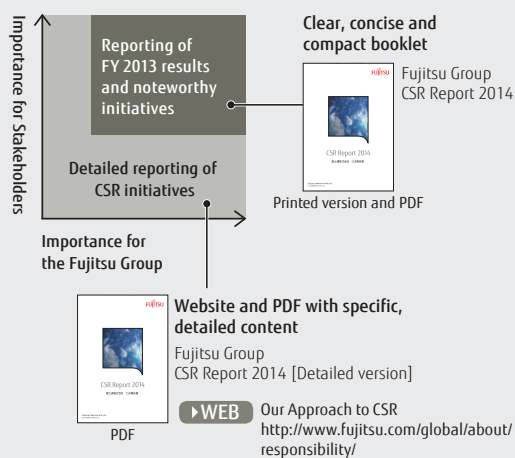 Importance for Stakeholders
Reporting of
FY 2013 results
and noteworthy
initiatives
Detailed reporting of
CSR initiatives
Importance for
the Fujitsu Group
Clear, concise and
compact booklet
FUJITSU
CSR Report 2014
Fujitsu Group
CSR Report 2014
Printed version and PDF
FUJITSU
CSR Report 2014
PDF
Website and PDF with specific,
detailed content
Fujitsu Group
CSR Report 2014 [Detailed version]
WEB
Our Approach to CSR
http://www.fujitsu.com/global/about/
responsibility/